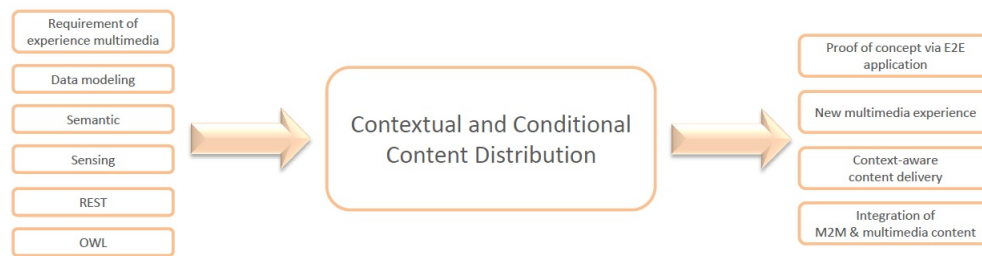 Requirement of
experience multimedia
Data modeling
Semantic
Sensing
REST
OWL
Contextual and Conditional
Content Distribution
Proof of concept via E2E
application
New multimedia experience
Context-aware
content delivery
Integration of
M2M & multimedia content